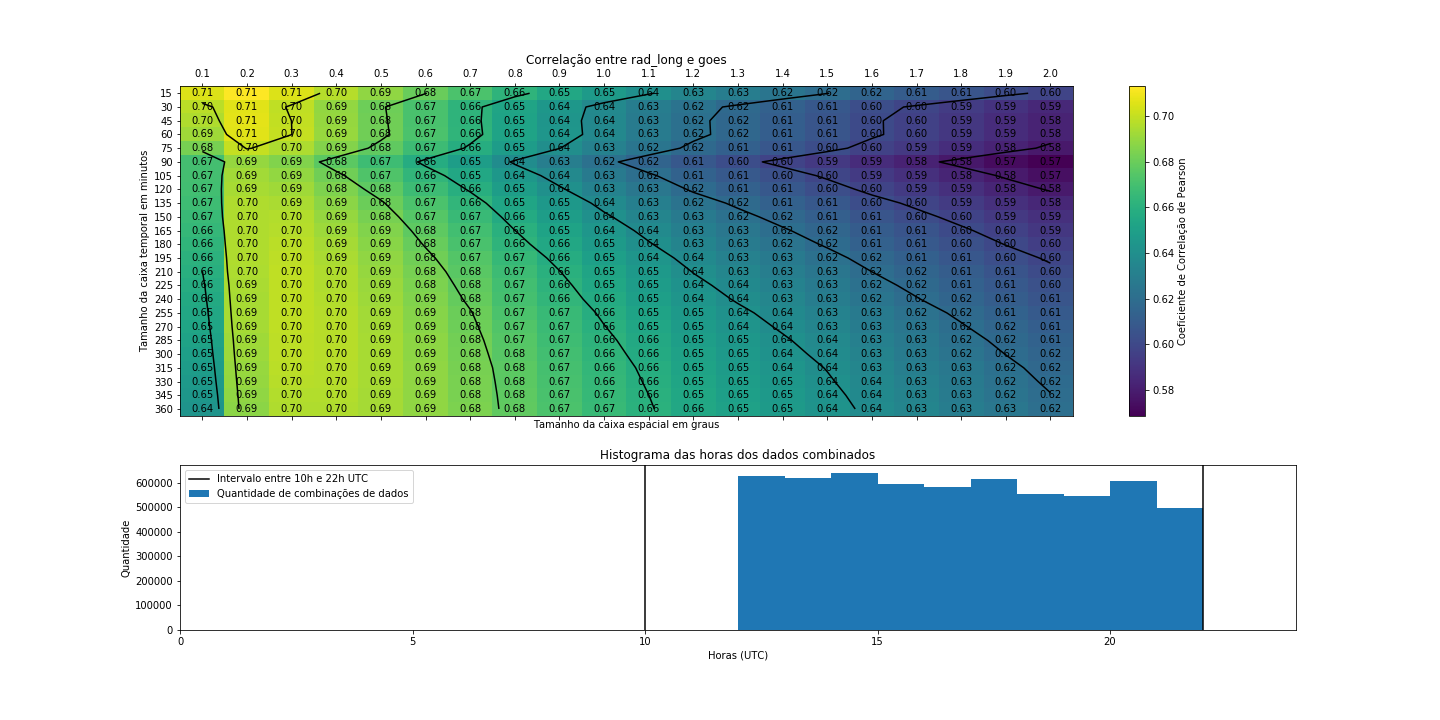 Correlação entre rad_long e goes
0.1 0.2 0.3 0.4 0.5 0.6 0.7 0.8 0.9 1.0 1.1 1.2 1.3 1.4 1.5 1.6 1.7 1.8 1.9 2.0
15 0.71 0.71 0.71 0.70 0.69 0.68 0.67 0.66 0.65 0.65 0.64 0.63 0.63 0.62 0.62 0.62 0.61 0.61 0.60 0.60
30 0.70 0.71 0.70 0.69 0.68 0.67 0.66 0.65 0.64 0.64 0.63 0.62 0.62 0.61 0.61 0.60 0.60 0.60 0.59 0.59
45 0.70 0.71 0.70 0.69 0.68 0.67 0.66 0.65 0.64 0.64 0.63 0.62 0.62 0.61 0.61 0.60 0.60 0.59 0.59 0.58
60 0.69 0.71 0.70 0.69 0.68 0.67 0.66 0.65 0.64 0.64 0.63 0.62 0.62 0.61 0.61 0.60 0.60 0.59 0.59 0.58
75 0.68 0.70 0.70 0.69 0.68 0.67 0.66 0.65 0.64 0.63 0.63 0.62 0.61 0.61 0.60 0.60 0.59 0.59 0.58 0.58
90 0.67 0.69 0.69 0.68 0.67 0.66 0.65 0.64 0.63 0.62 0.62 0.61 0.60 0.60 0.59 0.59 0.58 0.58 0.57 0.57
105 0.67 0.69 0.69 0.68 0.67 0.66 0.65 0.64 0.64 0.63 0.62 0.61 0.61 0.60 0.60 0.59 0.59 0.58 0.58 0.57
120 0.67 0.69 0.69 0.68 0.68 0.67 0.66 0.65 0.64 0.63 0.62 0.62 0.61 0.61 0.60 0.60 0.59 0.59 0.58 0.58
135 0.67 0.70 0.69 0.69 0.68 0.67 0.66 0.65 0.64 0.64 0.63 0.62 0.62 0.61 0.61 0.60 0.60 0.59 0.59 0.58
150 0.67 0.70 0.70 0.69 0.68 0.67 0.66 0.65 0.65 0.64 0.63 0.63 0.62 0.62 0.61 0.61 0.60 0.60 0.59 0.59
165 0.66 0.70 0.70 0.69 0.69 0.68 0.67 0.66 0.65 0.64 0.64 0.63 0.62 0.62 0.61 0.61 0.60 0.60 0.60 0.59
180 0.66 0.70 0.70 0.69 0.69 0.68 0.67 0.66 0.65 0.65 0.64 0.63 0.63 0.62 0.62 0.61 0.61 0.60 0.60 0.59
195 0.66 0.70 0.70 0.69 0.69 0.68 0.67 0.66 0.66 0.65 0.64 0.64 0.63 0.63 0.62 0.62 0.61 0.61 0.60 0.60
210 0.66 0.70 0.70 0.70 0.69 0.68 0.67 0.67 0.66 0.65 0.65 0.64 0.63 0.63 0.62 0.62 0.62 0.61 0.61 0.60
225 0.66 0.69 0.70 0.70 0.69 0.68 0.68 0.67 0.66 0.65 0.65 0.64 0.64 0.63 0.63 0.62 0.62 0.61 0.61 0.60
240 0.66 0.69 0.70 0.70 0.69 0.68 0.68 0.67 0.66 0.66 0.65 0.64 0.64 0.63 0.63 0.62 0.62 0.62 0.61 0.61
255 0.65 0.69 0.70 0.70 0.69 0.69 0.68 0.67 0.67 0.66 0.65 0.65 0.64 0.64 0.63 0.63 0.62 0.62 0.61 0.61
270 0.65 0.69 0.70 0.70 0.69 0.69 0.68 0.67 0.67 0.66 0.65 0.65 0.64 0.64 0.63 0.63 0.62 0.62 0.62 0.61
285 0.65 0.69 0.70 0.70 0.69 0.69 0.68 0.67 0.67 0.66 0.66 0.65 0.65 0.64 0.64 0.63 0.63 0.62 0.62 0.61
300 0.65 0.69 0.70 0.70 0.69 0.69 0.68 0.68 0.67 0.66 0.66 0.65 0.65 0.64 0.64 0.63 0.63 0.62 0.62 0.62
315 0.65 0.69 0.70 0.70 0.69 0.69 0.68 0.68 0.67 0.66 0.66 0.65 0.65 0.64 0.64 0.63 0.63 0.63 0.62 0.62
330 0.65 0.69 0.70 0.70 0.69 0.69 0.68 0.68 0.67 0.67 0.66 0.65 0.65 0.64 0.64 0.63 0.63 0.63 0.62 0.62
345 0.65 0.69 0.70 0.70 0.69 0.69 0.68 0.68 0.67 0.67 0.66 0.66 0.65 0.65 0.64 0.64 0.63 0.63 0.62 0.62
360 0.64 0.69 0.70 0.70 0.69 0.69 0.68 0.68 0.67 0.67 0.66 0.66 0.65 0.65 0.64 0.64 0.63 0.63 0.62 0.62
Tamanho da caixa temporal em minutos
Tamanho da caixa espacial em graus
0.70
0.68
0.66
0.64
0.62
0.60
0.58
Coeficiente de Correlação de Pearson
Histograma das horas dos dados combinados
Intervalo entre 10h e 22h UTC
Quantidade de combinações de dados
600000
500000
400000
300000
200000
100000
0
Quantidade
0 5 10 15 20
Horas (UTC)